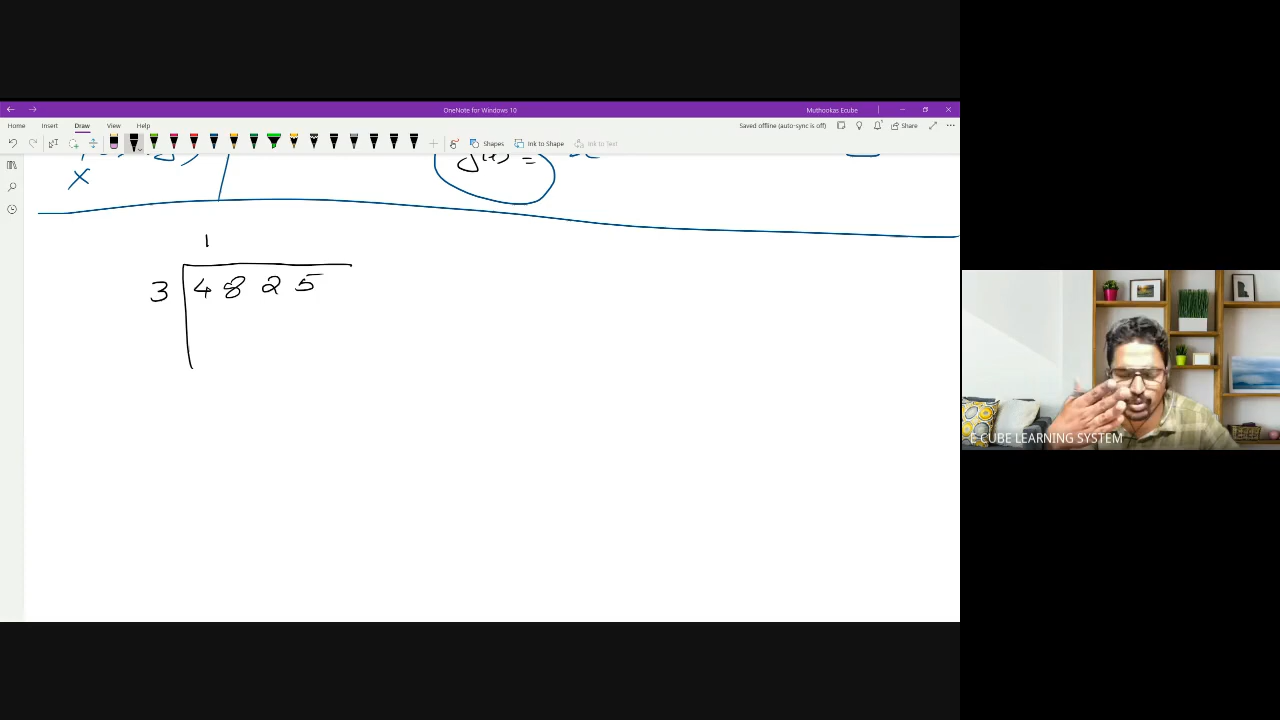 OneNote for Windows 10
Muthookas Ecube
Home Insert Draw View Help
Saved offline (auto-sync is off)
Share
Shapes
Ink to Shape
Ink to Text
x
1
3 4 8 2 5
E CUBE LEARNING SYSTEM